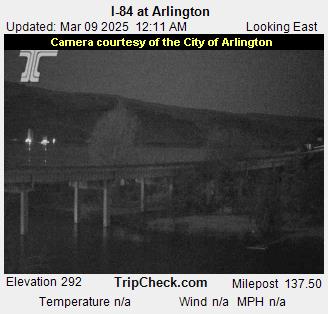 I-84 at Arlington
Updated: Mar 09 2025 12:11 AM Looking East
Camera courtesy of the City of Arlington
Elevation 292 TripCheck.com Milepost 137.50
Temperature n/a Wind n/a MPH n/a